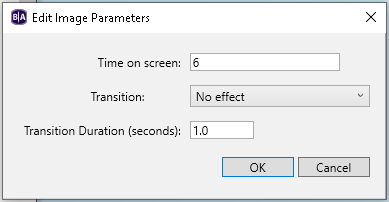 B|A Edit Image Parameters
Time on screen: 6
Transition: No effect
Transition Duration (seconds): 1.0
OK Cancel